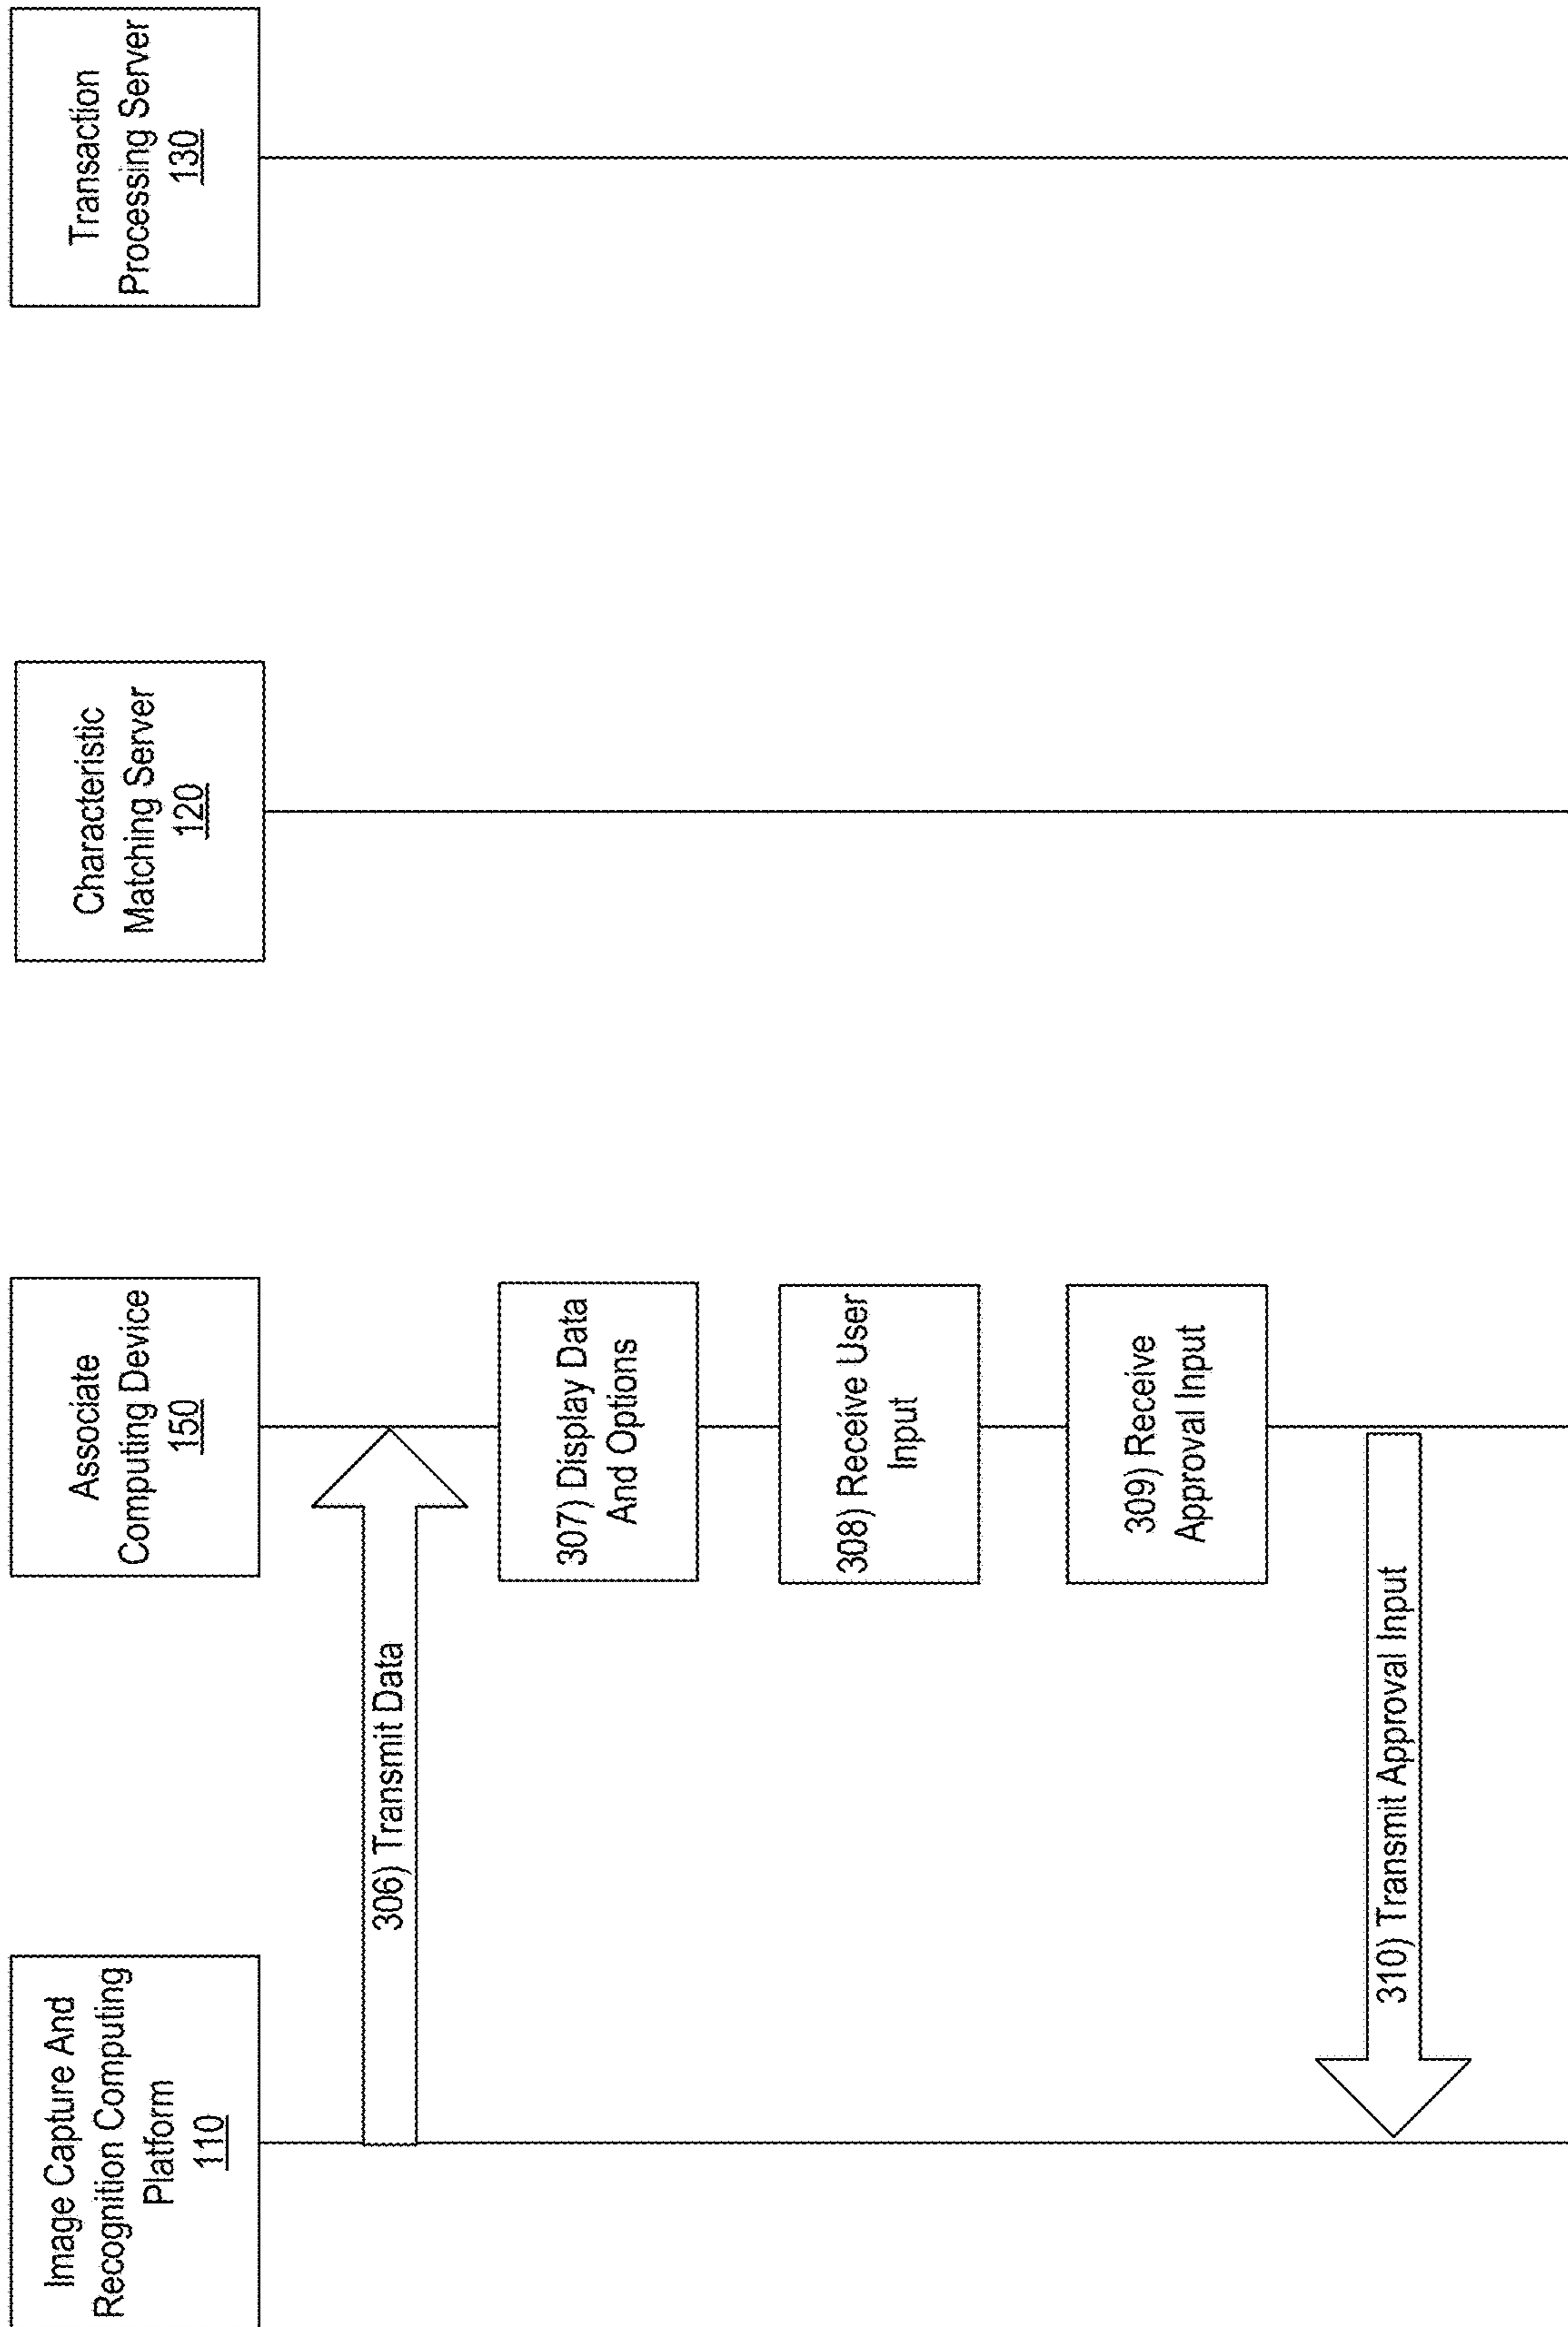 Image Capture And
Recognition Computing
Platform
110
Associate
Computing Device
150
Characteristic
Matching Server
120
Transaction
Processing Server
130
306) Transmit Data
307) Display Data
And Options
308) Receive User
Input
309) Receive
Approval Input
310) Transmit Approval Input